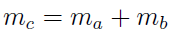 m_c = m_a + m_b